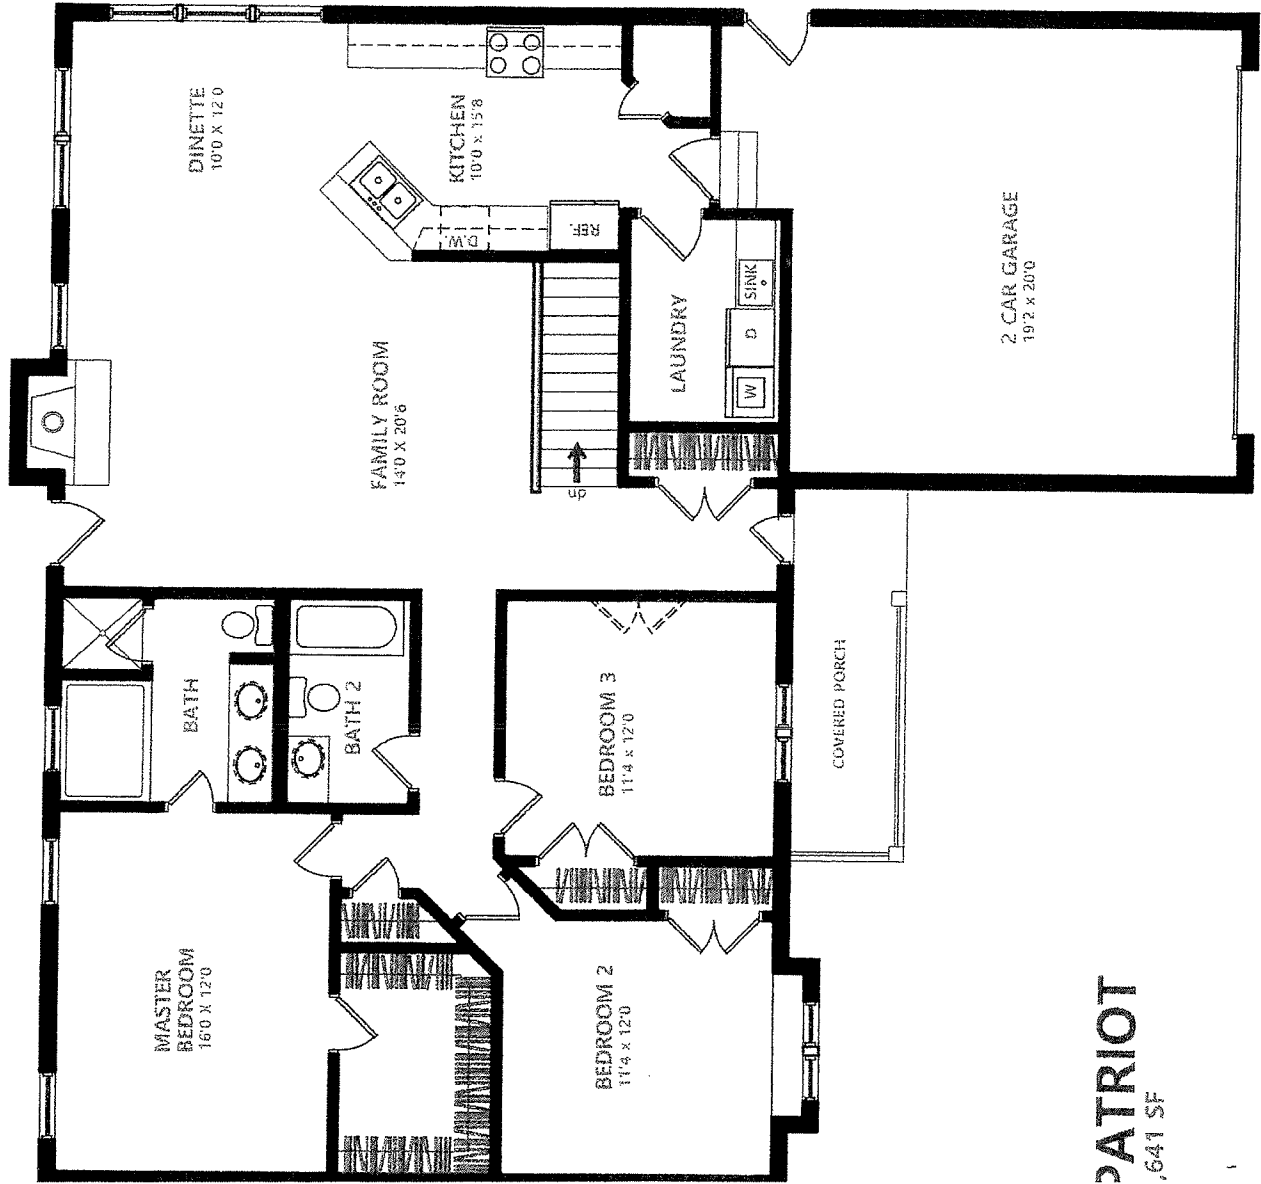 DINETTE
10'0 X 12'0
KITCHEN
10'0 x 15'8
D.W.
REF.
2 CAR GARAGE
19'2 x 20'0
LAUNDRY
SINK
D
W
FAMILY ROOM
14'0 X 20'6
dn
BATH
BATH 2
BEDROOM 3
11'4 x 12'0
COVERED PORCH
MASTER
BEDROOM
16'0 X 12'0
BEDROOM 2
11'4 x 12'0
PATRIOT
,641 SF